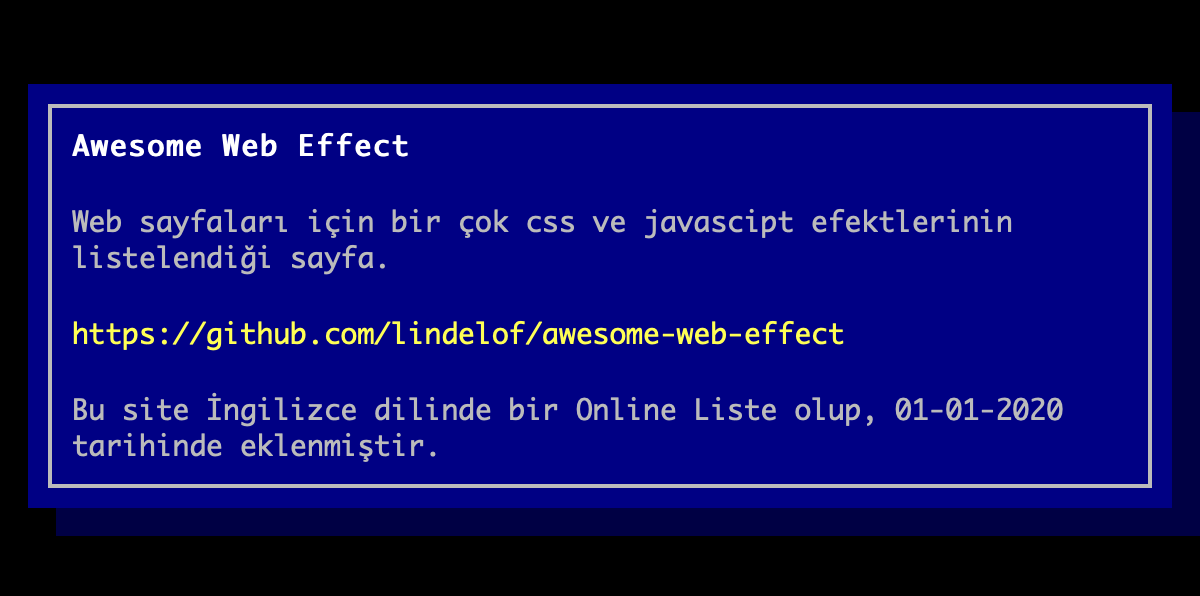 Awesome Web Effect
Web sayfaları için bir çok css ve javascipt efektlerinin
listelendiği sayfa.
https://github.com/lindelof/awesome-web-effect
Bu site İngilizce dilinde bir Online Liste olup, 01-01-2020
tarihinde eklenmiştir.